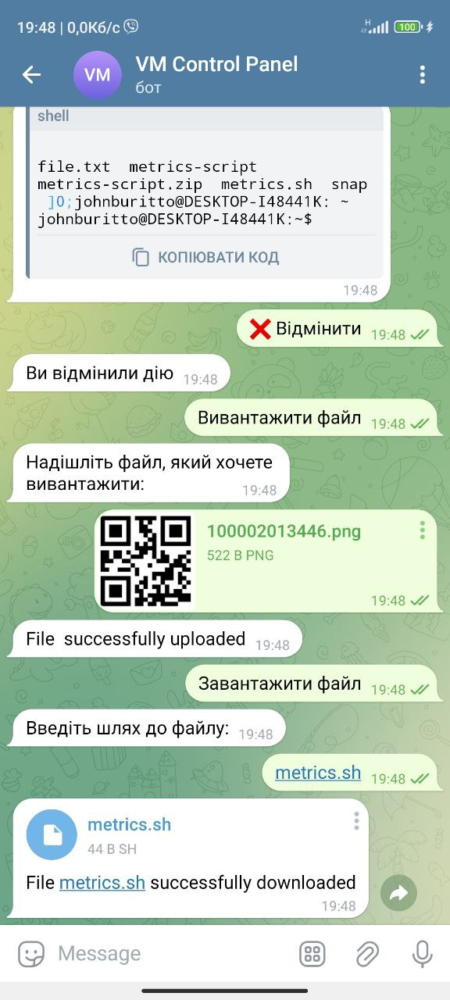 19:48 | 0,0Кб/с
H
100
VM
VM Control Panel
бот
shell
file.txt  metrics-script
metrics-script.zip  metrics.sh  snap
]0;johnburitto@DESKTOP-I48441K: ~
johnburitto@DESKTOP-I48441K:~$
КОПІЮВАТИ КОД
19:48
❌ Відмінити 19:48
Ви відмінили дію 19:48
Вивантажити файл 19:48
Надішліть файл, який хочете
вивантажити: 19:48
100002013446.png
522 B PNG
19:48
File  successfully uploaded 19:48
Завантажити файл 19:48
Введіть шлях до файлу: 19:48
metrics.sh 19:48
metrics.sh
44 B SH
File metrics.sh successfully downloaded
19:48
Message